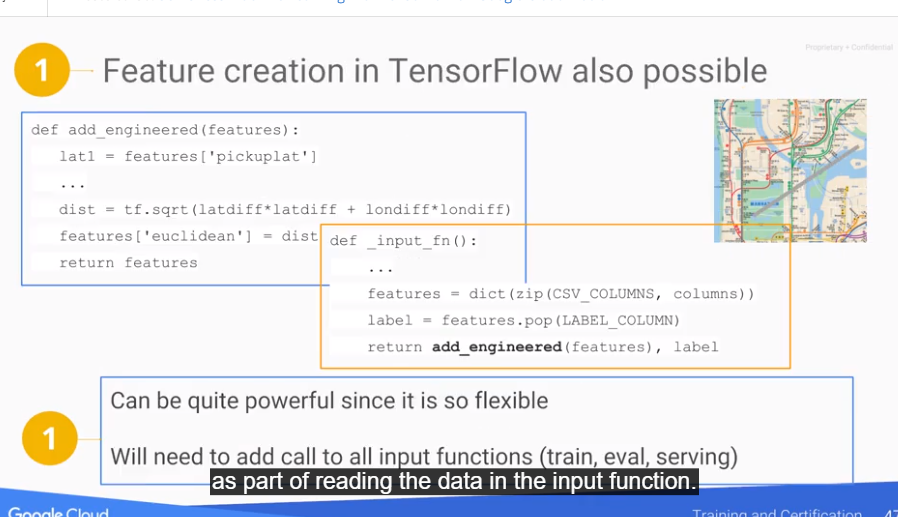 Proprietary + Confidential
1
Feature creation in TensorFlow also possible
def add_engineered(features):
lat1 = features['pickuplat']
...
dist = tf.sqrt(latdiff*latdiff + londiff*londiff)
features['euclidean'] = dist
return features
def _input_fn():
...
features = dict(zip(CSV_COLUMNS, columns))
label = features.pop(LABEL_COLUMN)
return add_engineered(features), label
1
Can be quite powerful since it is so flexible
Will need to add call to all input functions (train, eval, serving)
as part of reading the data in the input function.
Google Cloud
Training and Certification
47